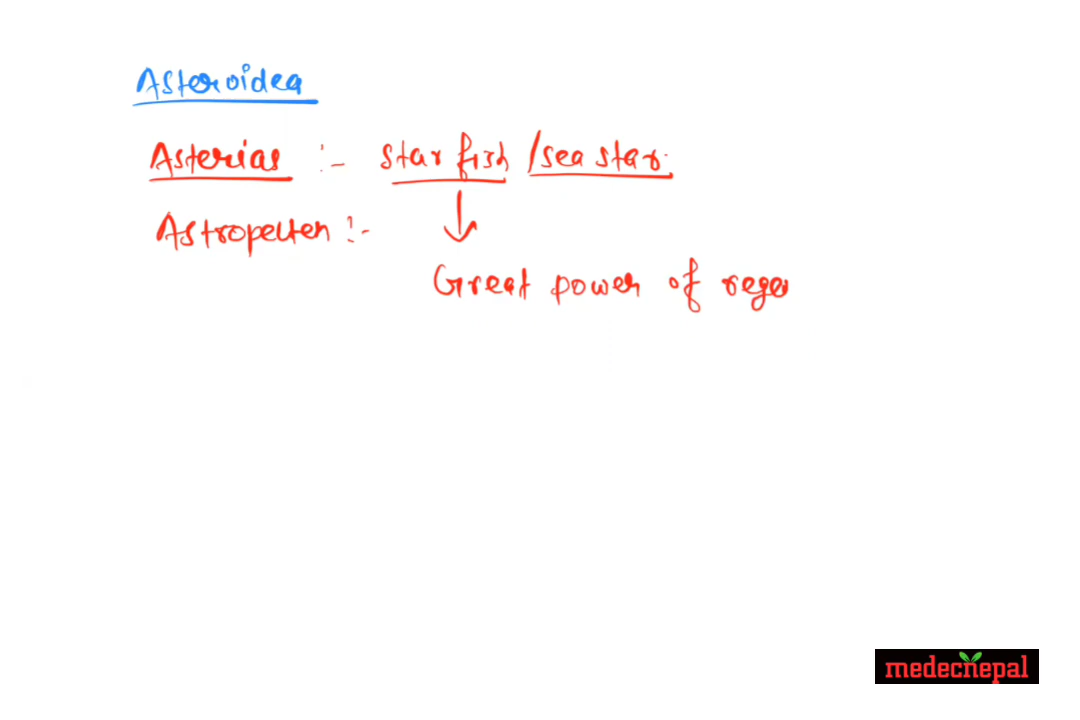 Asteroidea
Asterias :- star fish /sea star.
Astropelten :-
Great power of rege
medecnepal